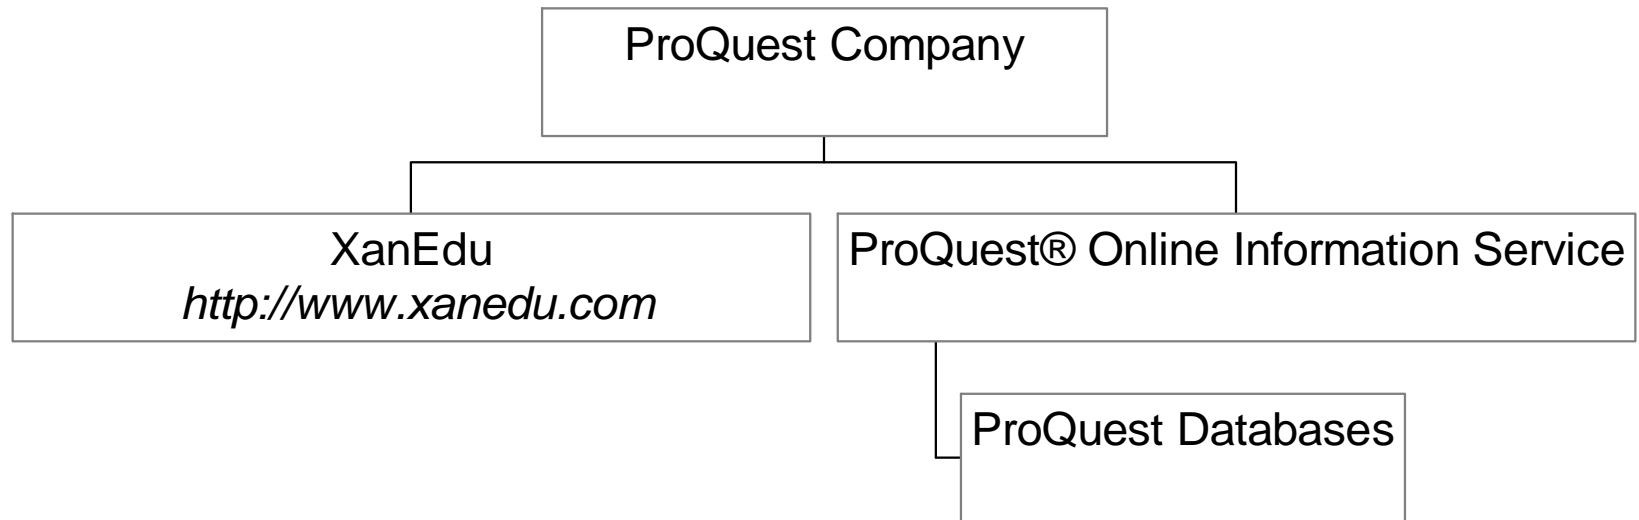 ProQuest Company
XanEdu
http://www.xanedu.com
ProQuest® Online Information Service
ProQuest Databases